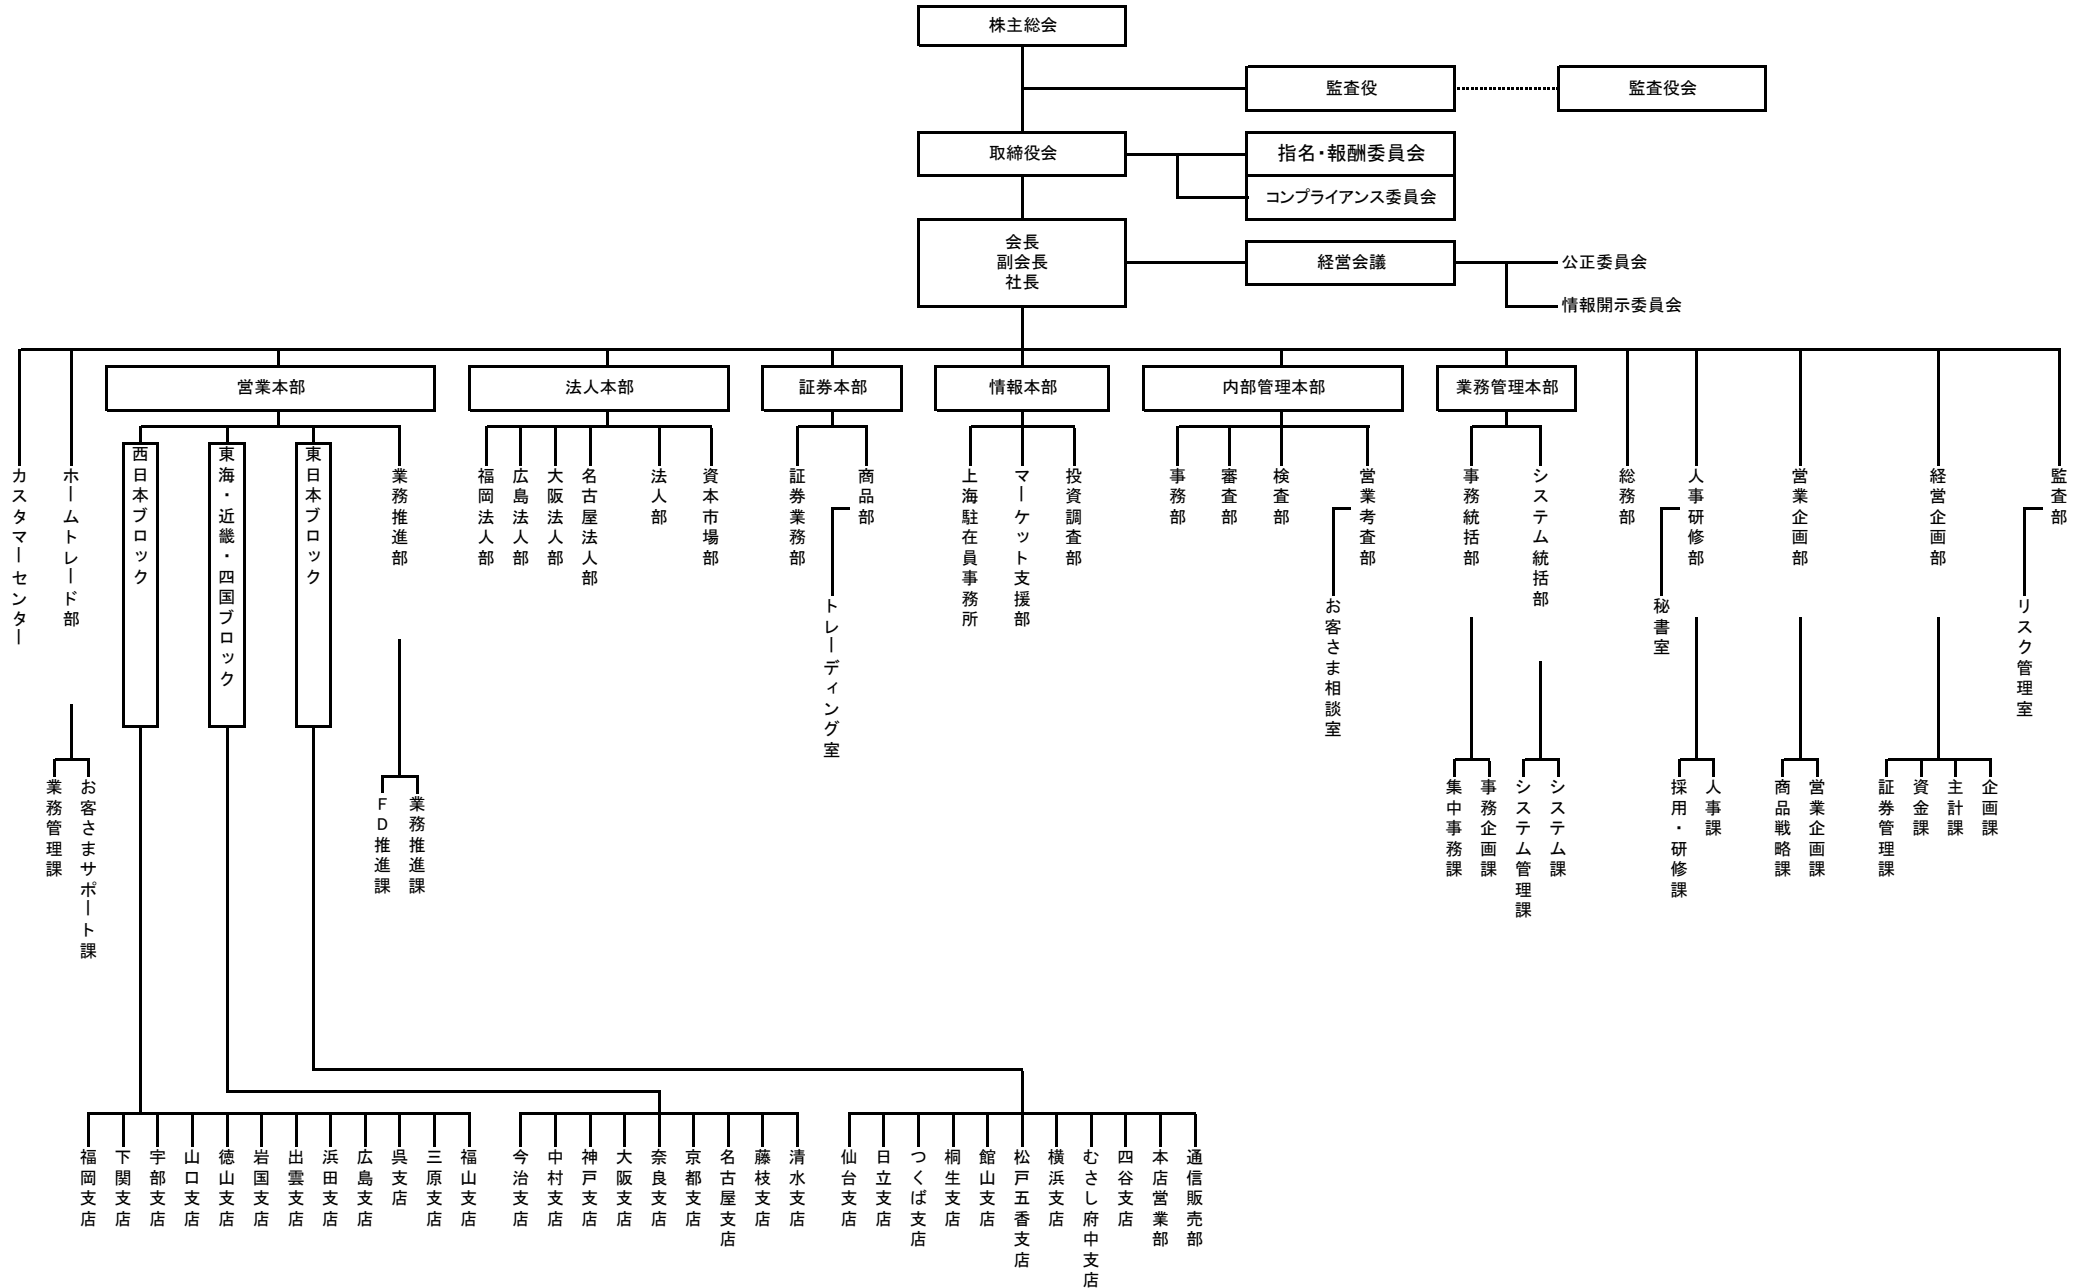 株主総会
監査役
監査役会
取締役会
指名・報酬委員会
コンプライアンス委員会
会長
副会長
社長
経営会議
公正委員会
情報開示委員会
営業本部
法人本部
証券本部
情報本部
内部管理本部
業務管理本部
カスタマーセンター
ホームトレード部
西日本ブロック
東海・近畿・四国ブロック
東日本ブロック
業務推進部
福岡法人部
広島法人部
大阪法人部
名古屋法人部
法人部
資本市場部
証券業務部
商品部
上海駐在員事務所
マーケット支援部
投資調査部
事務部
審査部
検査部
営業考査部
事務統括部
システム統括部
総務部
人事研修部
営業企画部
経営企画部
監査部
トレーディング室
お客さま相談室
秘書室
リスク管理室
業務管理課
お客さまサポート課
FD推進課
業務推進課
集中事務課
事務企画課
システム管理課
システム課
採用・研修課
人事課
商品戦略課
営業企画課
証券管理課
資金課
主計課
企画課
福岡支店
下関支店
宇部支店
山口支店
徳山支店
岩国支店
出雲支店
浜田支店
広島支店
呉支店
三原支店
福山支店
今治支店
中村支店
神戸支店
大阪支店
奈良支店
京都支店
名古屋支店
藤枝支店
清水支店
仙台支店
日立支店
つくば支店
桐生支店
館山支店
松戸五香支店
横浜支店
むさし府中支店
四谷支店
本店営業部
通信販売部